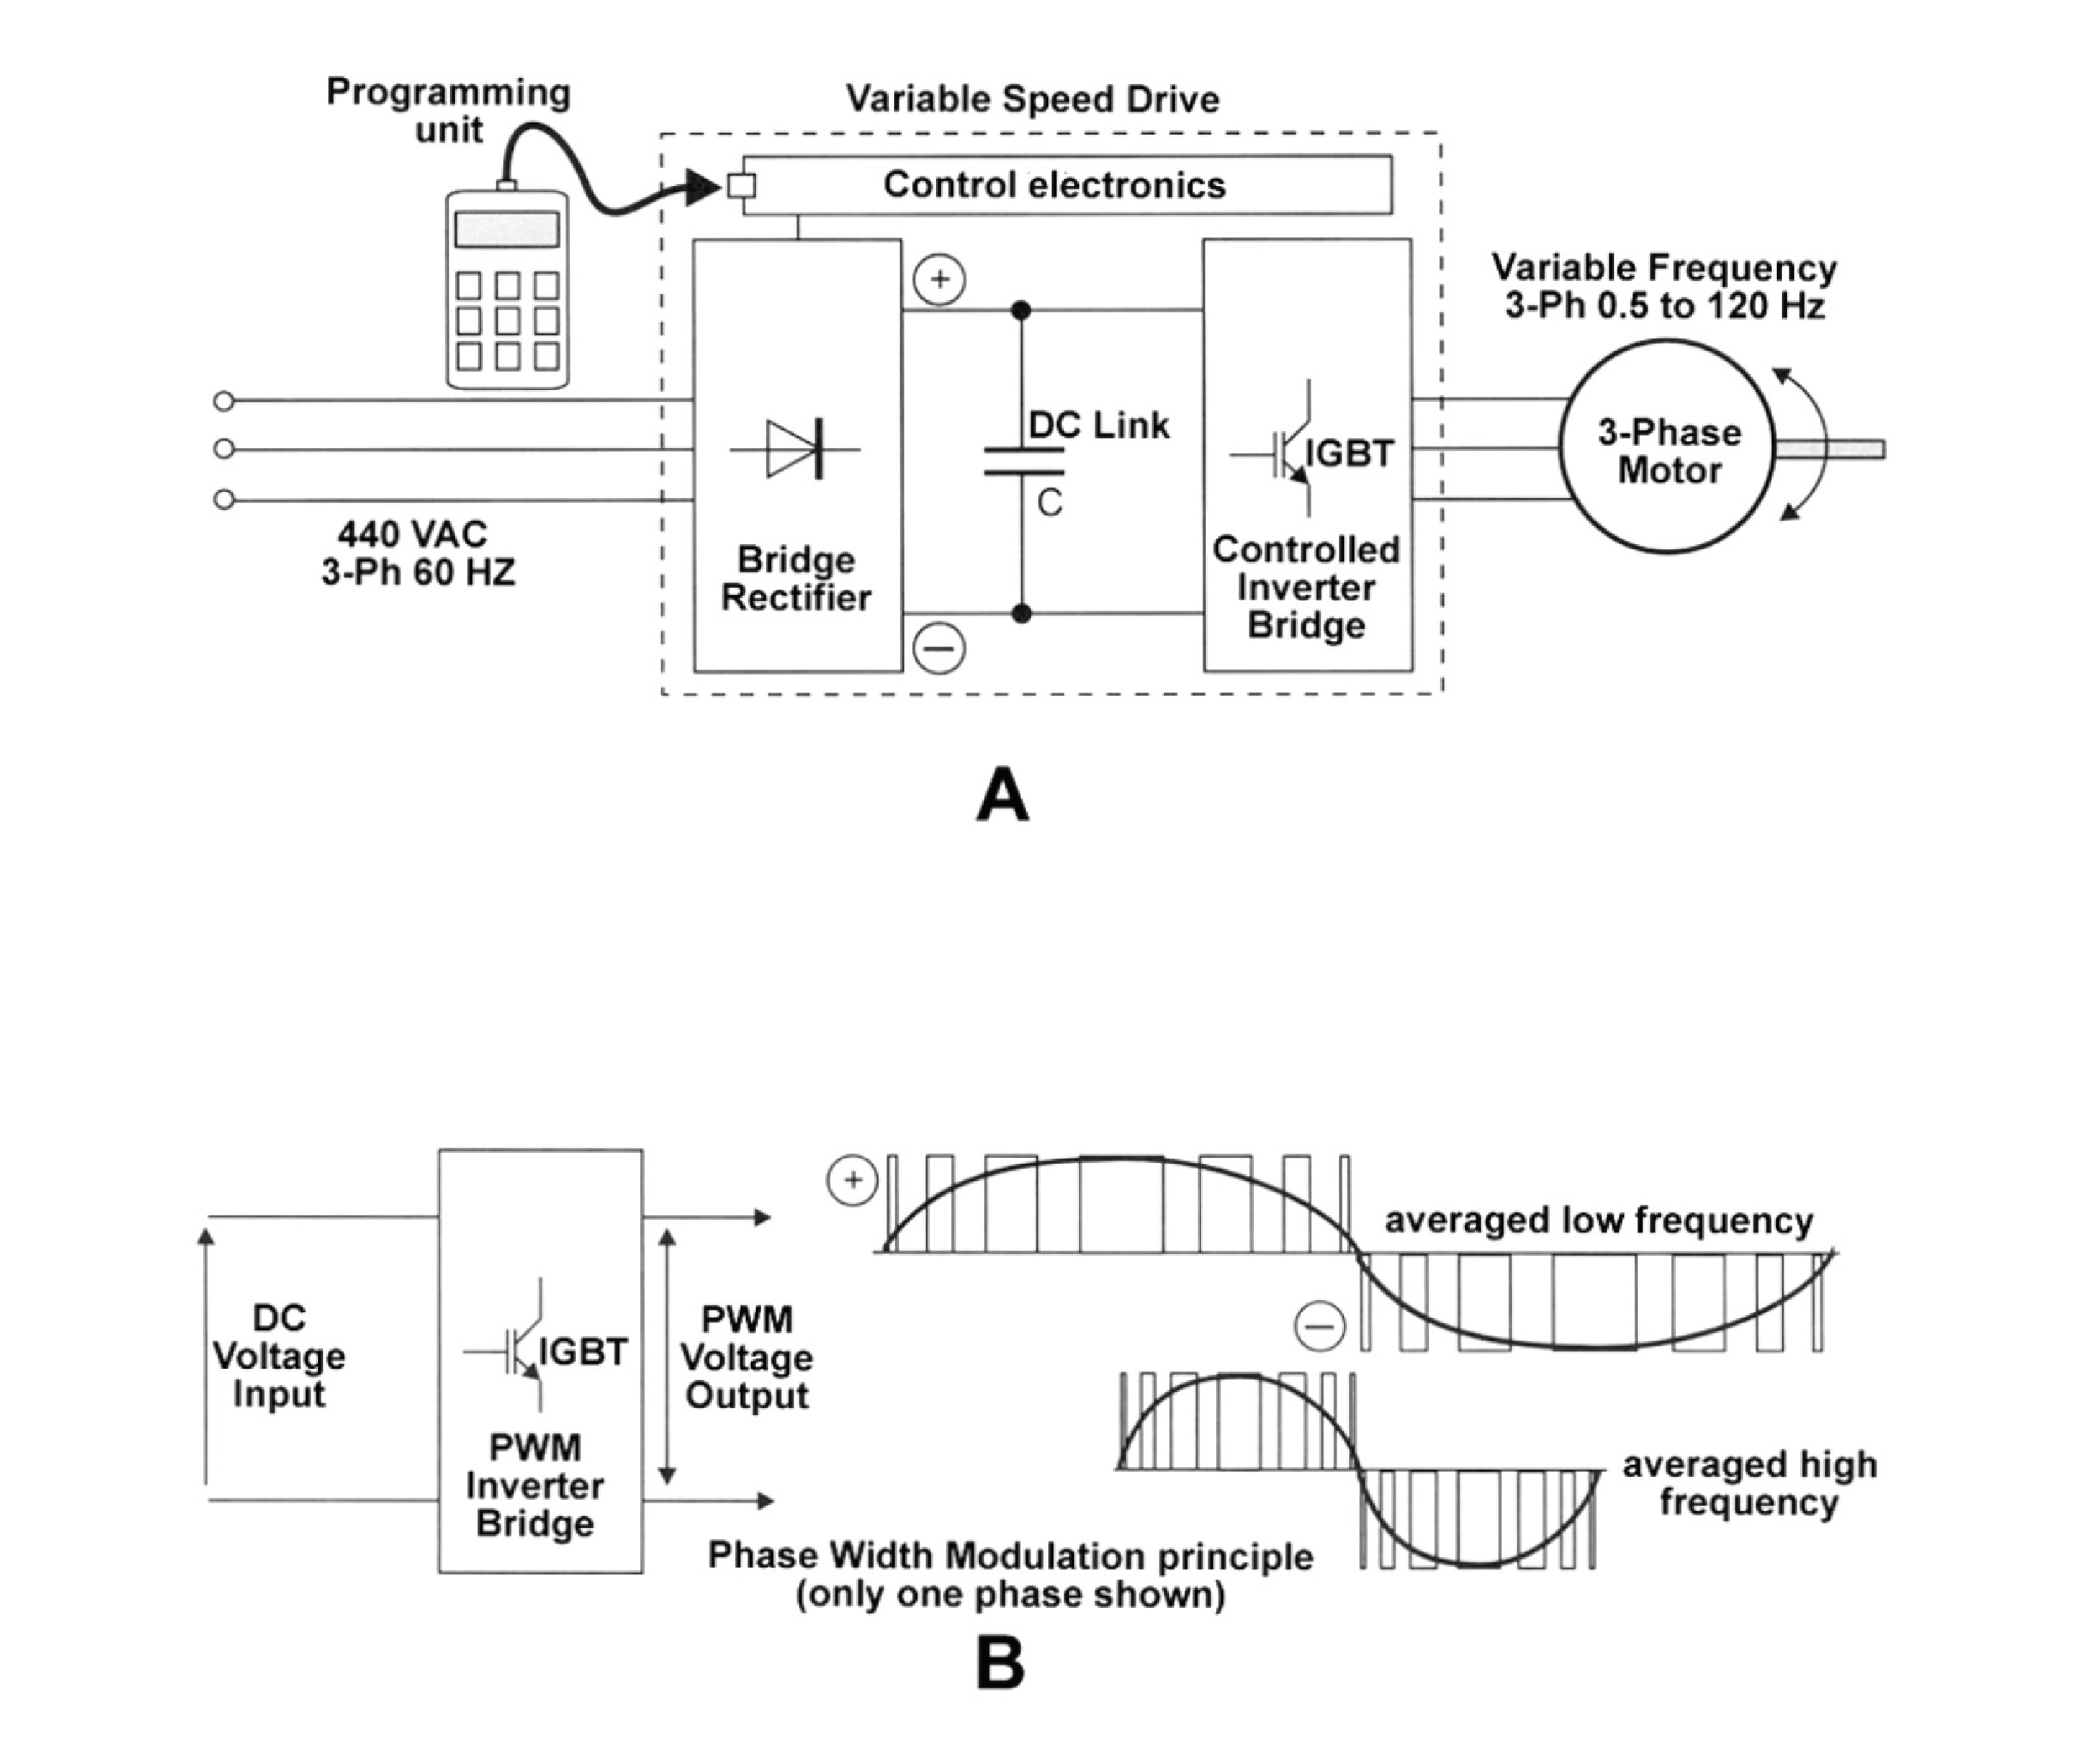 Programming
unit
Variable Speed Drive
Control electronics
+
Variable Frequency
3-Ph 0.5 to 120 Hz
DC Link
C
IGBT
3-Phase
Motor
440 VAC
3-Ph 60 HZ
Bridge
Rectifier
Controlled
Inverter
Bridge
−
A
+
averaged low frequency
−
DC
Voltage
Input
IGBT
PWM
Voltage
Output
PWM
Inverter
Bridge
averaged high
frequency
Phase Width Modulation principle
(only one phase shown)
B